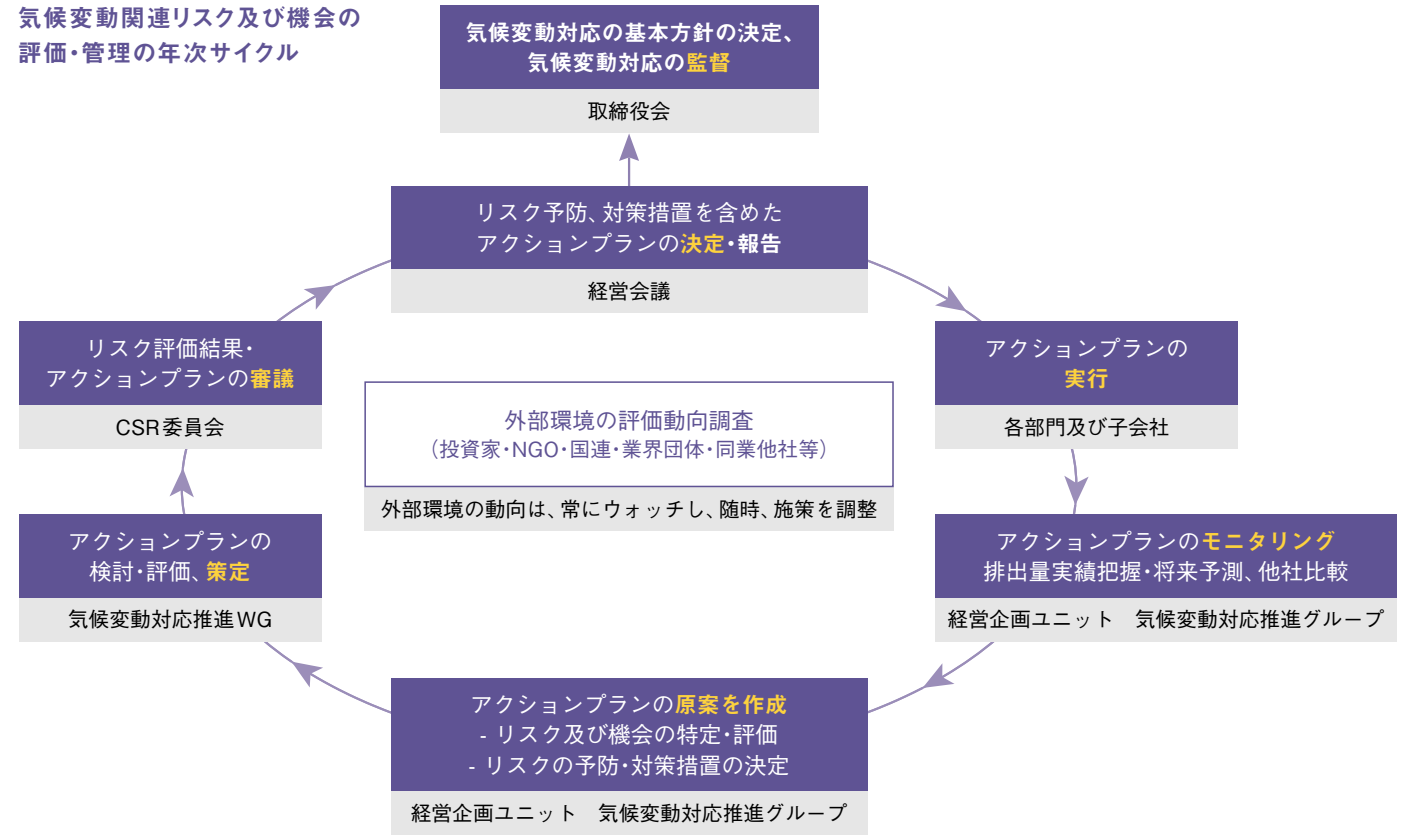 気候変動関連リスク及び機会の
評価・管理の年次サイクル
気候変動対応の基本方針の決定、
気候変動対応の監督
取締役会
リスク予防、対策措置を含めた
アクションプランの決定・報告
経営会議
アクションプランの
実行
各部門及び子会社
アクションプランのモニタリング
排出量実績把握・将来予測、他社比較
経営企画ユニット　気候変動対応推進グループ
アクションプランの原案を作成
- リスク及び機会の特定・評価
- リスクの予防・対策措置の決定
経営企画ユニット　気候変動対応推進グループ
アクションプランの
検討・評価、策定
気候変動対応推進WG
リスク評価結果・
アクションプランの審議
CSR委員会
外部環境の評価動向調査
（投資家・NGO・国連・業界団体・同業他社等）
外部環境の動向は、常にウォッチし、随時、施策を調整